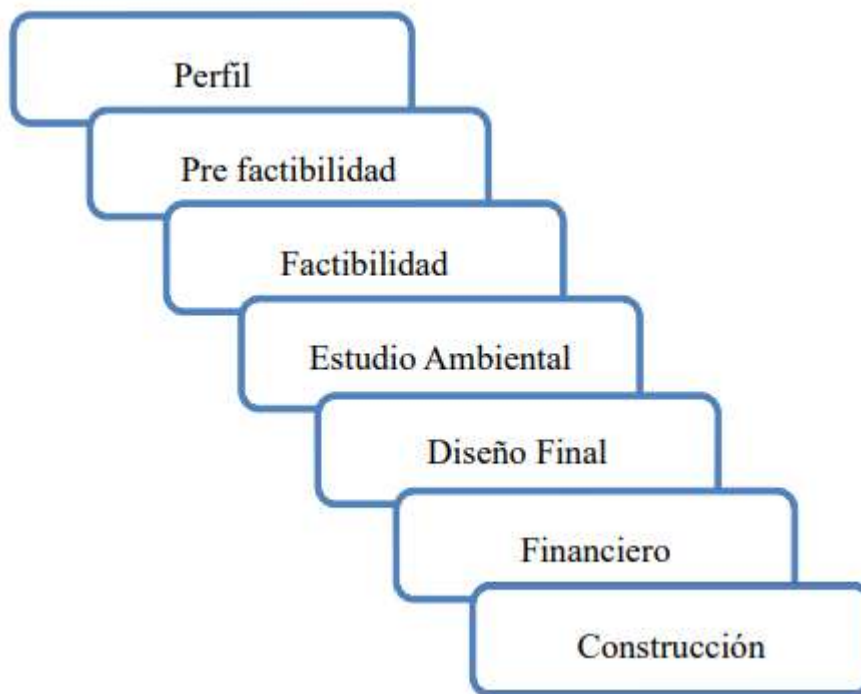 Perfil
Pre factibilidad
Factibilidad
Estudio Ambiental
Diseño Final
Financiero
Construcción